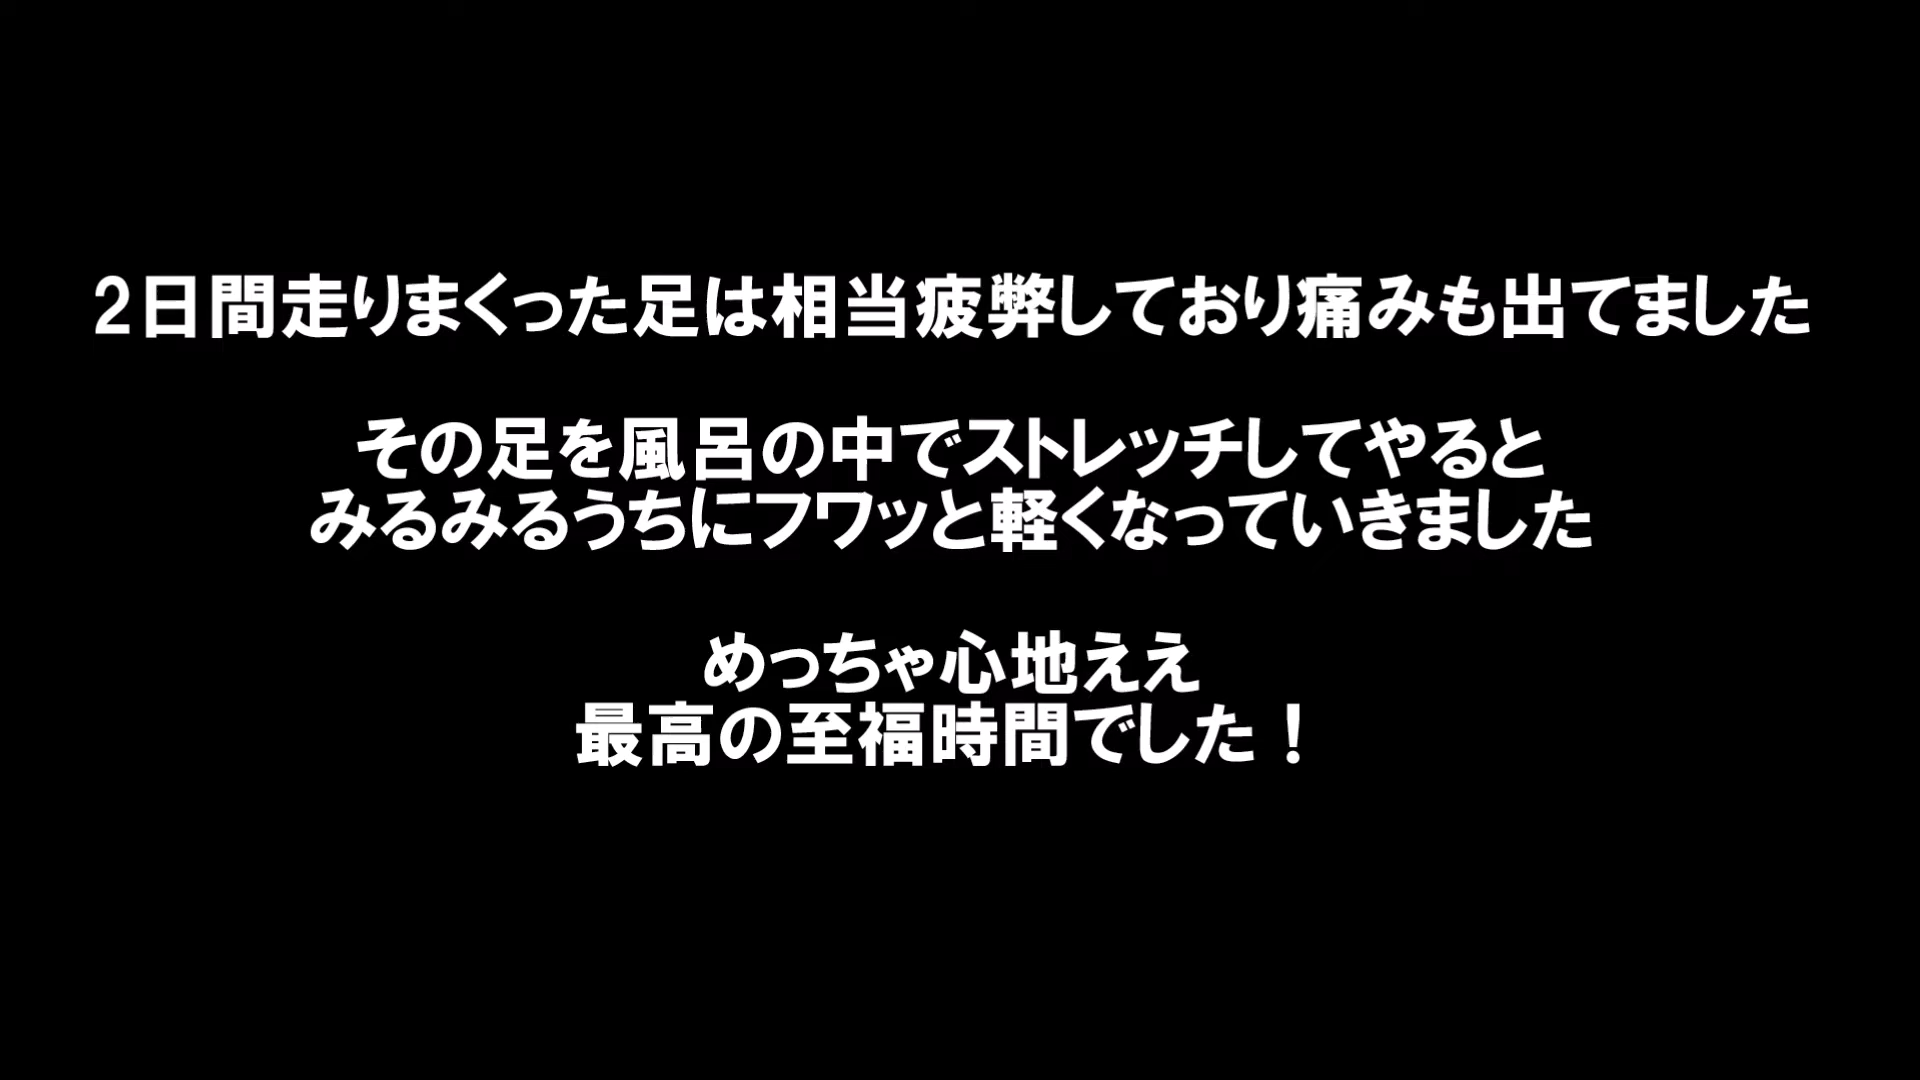 2日間走りまくった足は相当疲弊しており痛みも出てました
その足を風呂の中でストレッチしてやると
みるみるうちにフワッと軽くなっていきました
めっちゃ心地ええ
最高の至福時間でした！